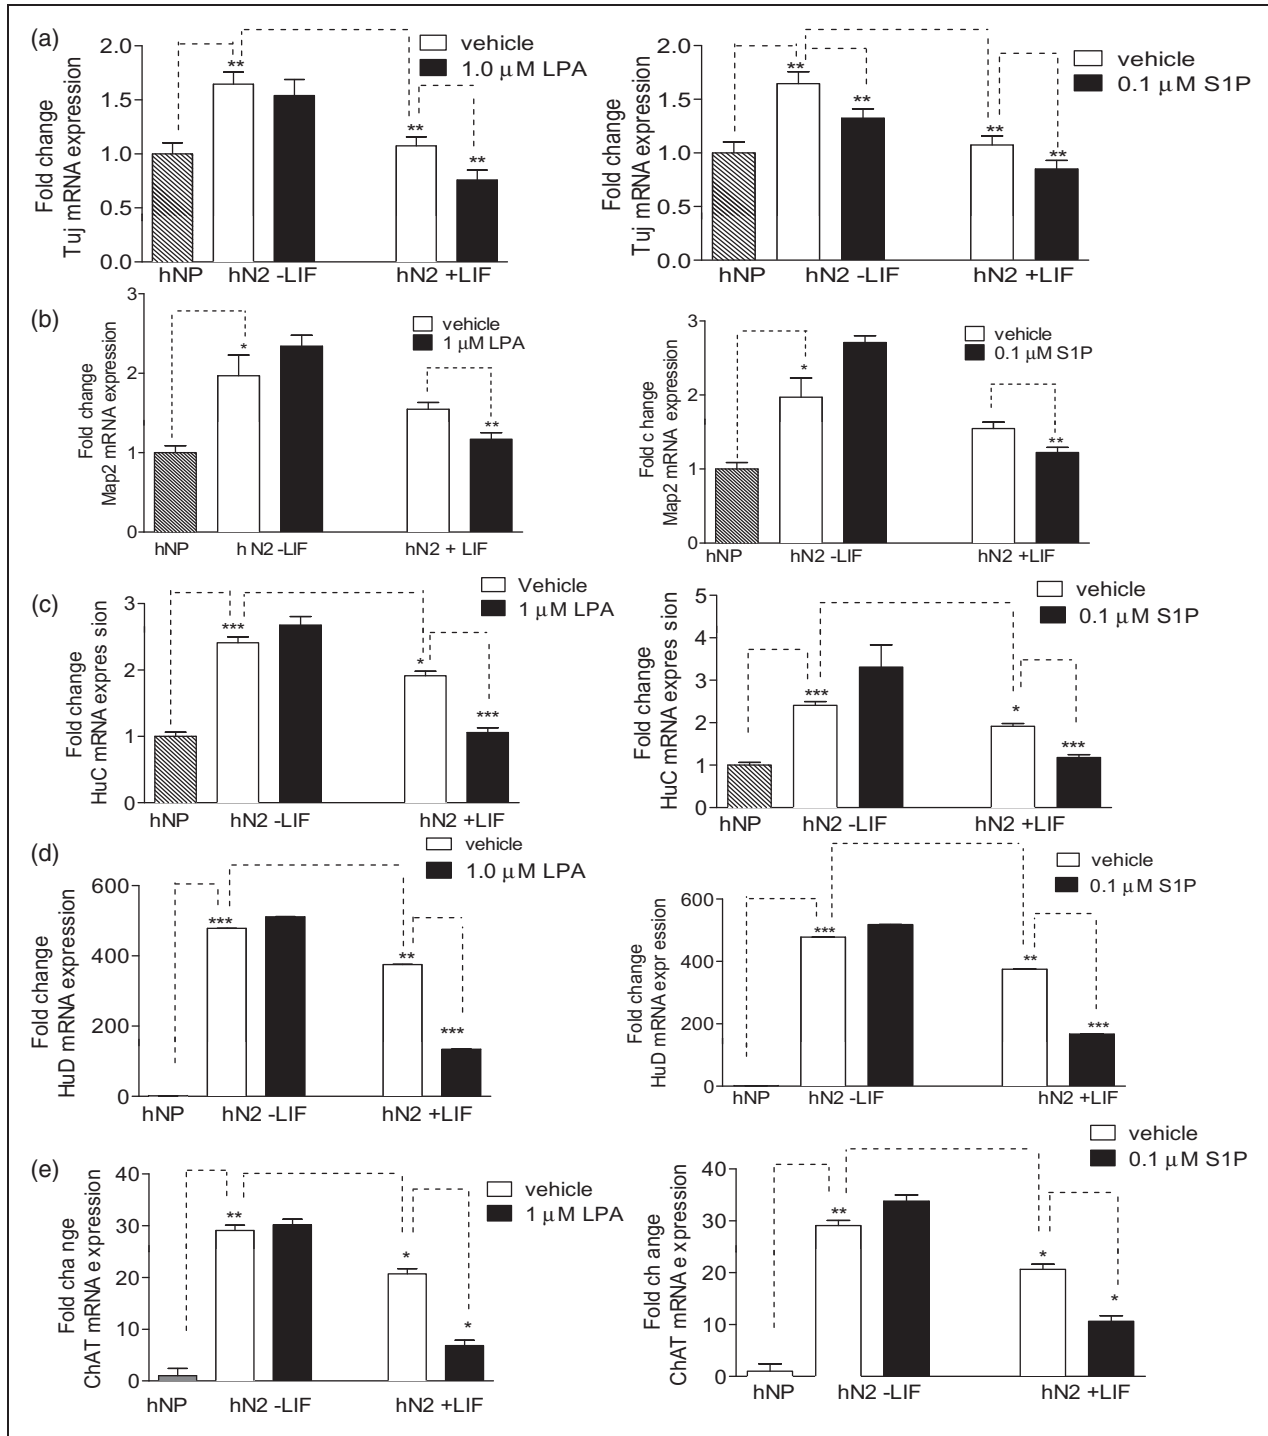 (a)
Fold change
Tuj mRNA expression
2.0
1.5
1.0
0.5
0.0
vehicle
1.0 μM LPA
**
**
**
hNP
hN2 -LIF
hN2 +LIF
Fold change
Tuj mRNA expression
2.0
1.5
1.0
0.5
0.0
vehicle
0.1 μM S1P
**
**
**
**
hNP
hN2 -LIF
hN2 +LIF
(b)
Fold change
Map2 mRNA expression
3
2
1
0
vehicle
1 μM LPA
*
**
hNP
h N2 -LIF
hN2 + LIF
Fold c hange
Map2 mRNA expression
3
2
1
0
vehicle
0.1 μM S1P
*
**
hNP
hN2 -LIF
hN2 +LIF
(c)
Fold change
HuC mRNA expres sion
3
2
1
0
Vehicle
1 μM LPA
***
*
***
hNP
hN2 -LIF
hN2 +LIF
Fold change
HuC mRNA expres sion
5
4
3
2
1
0
vehicle
0.1 μM S1P
***
*
***
hNP
hN2 -LIF
hN2 +LIF
(d)
Fold change
HuD mRNA expression
600
400
200
0
vehicle
1.0 μM LPA
***
**
***
hNP
hN2 -LIF
hN2 +LIF
Fold change
HuD mRNA expr ession
600
400
200
0
vehicle
0.1 μM S1P
***
**
***
hNP
hN2 -LIF
hN2 +LIF
(e)
Fold cha nge
ChAT mRNA e xpression
40
30
20
10
0
vehicle
1 μM LPA
**
*
*
hNP
hN2 -LIF
hN2 +LIF
Fold ch ange
ChAT mRNA e xpression
40
30
20
10
0
vehicle
0.1 μM S1P
**
*
*
hNP
hN2 -LIF
hN2 +LIF